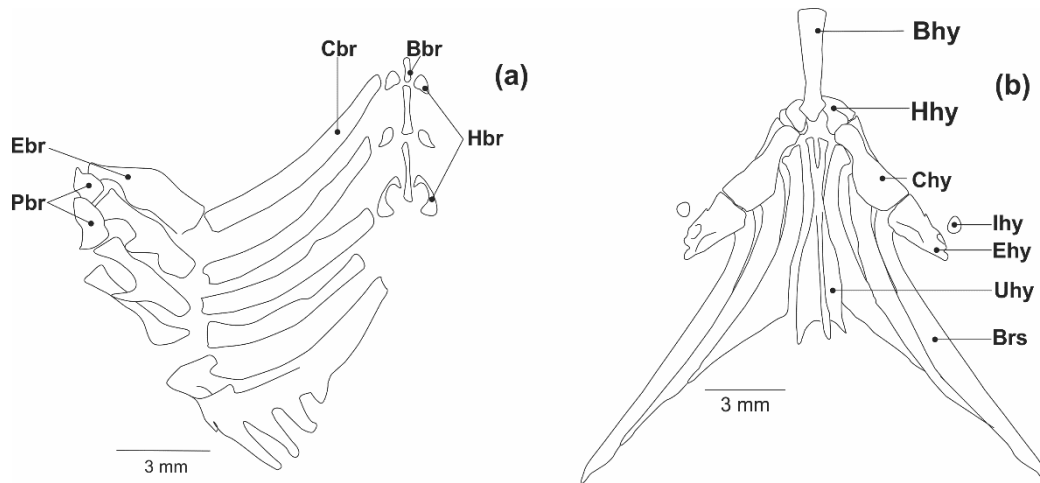 Cbr
Bbr
(a)
Hbr
Ebr
Pbr
3 mm
Bhy
(b)
Hhy
Chy
Ihy
Ehy
Uhy
Brs
3 mm